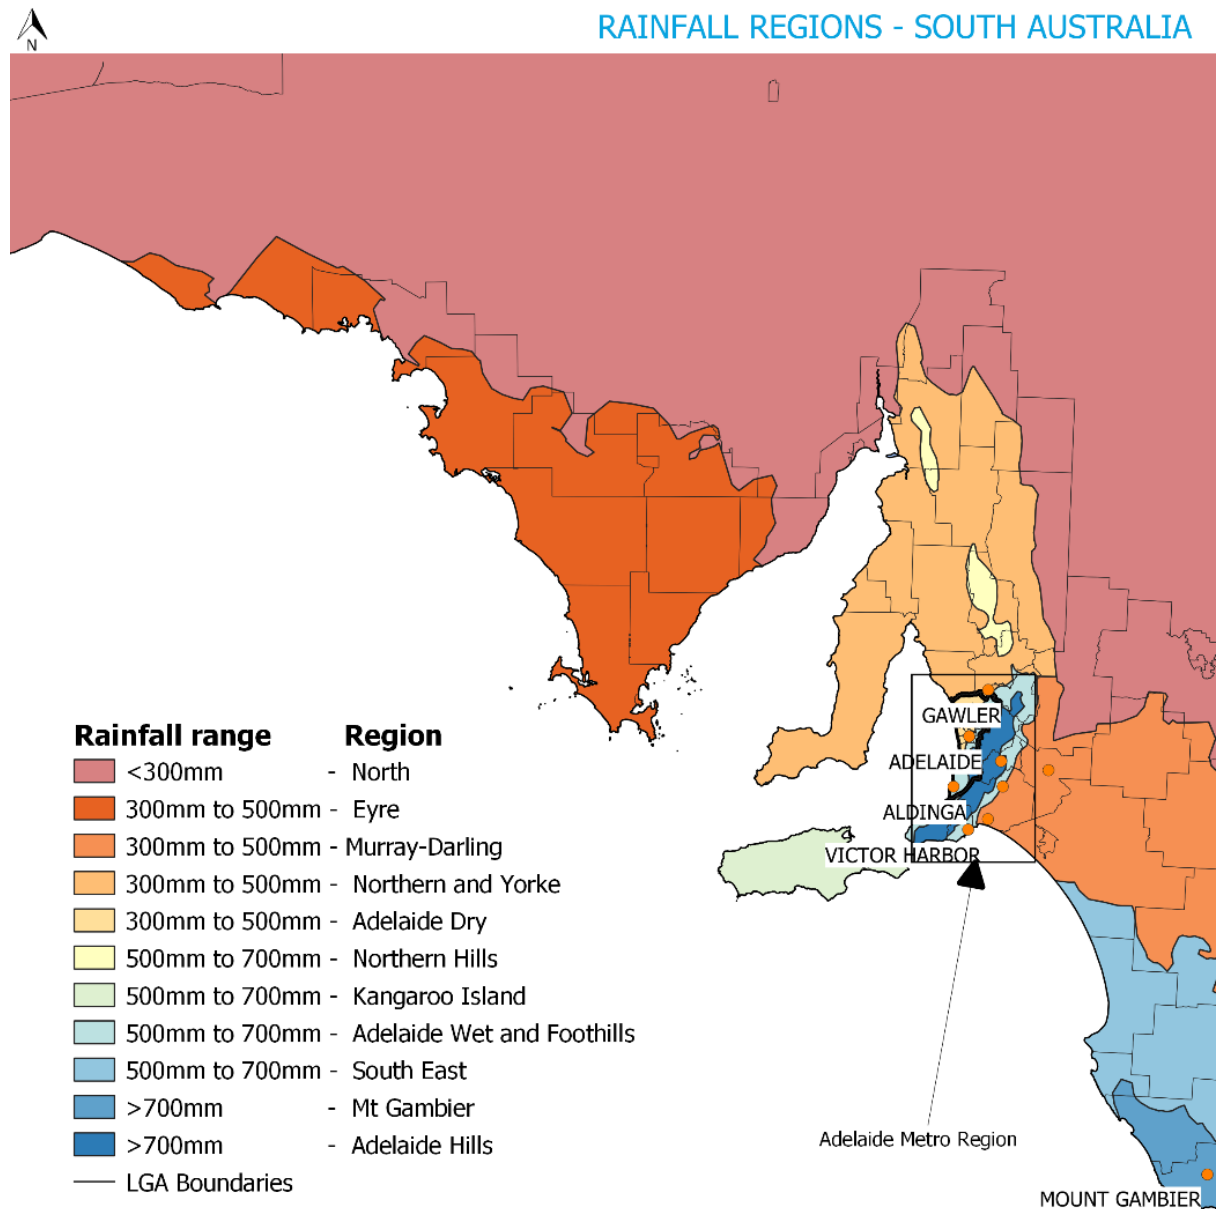 N
RAINFALL REGIONS - SOUTH AUSTRALIA
GAWLER
ADELAIDE
ALDINGA
VICTOR HARBOR
Rainfall range Region
<300mm - North
300mm to 500mm - Eyre
300mm to 500mm - Murray-Darling
300mm to 500mm - Northern and Yorke
300mm to 500mm - Adelaide Dry
500mm to 700mm - Northern Hills
500mm to 700mm - Kangaroo Island
500mm to 700mm - Adelaide Wet and Foothills
500mm to 700mm - South East
>700mm - Mt Gambier
>700mm - Adelaide Hills
LGA Boundaries
Adelaide Metro Region
MOUNT GAMBIER